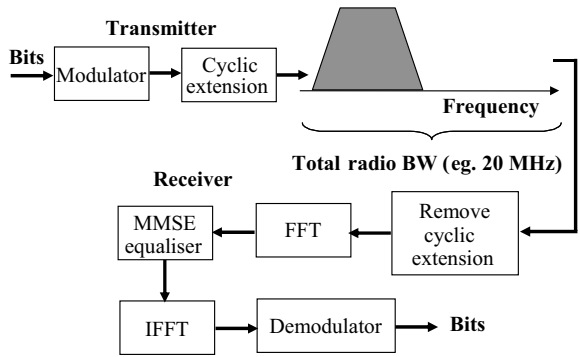 Transmitter
Bits
Modulator
Cyclic
extension
Frequency
Total radio BW (eg. 20 MHz)
Receiver
Remove
cyclic
extension
FFT
MMSE
equaliser
IFFT
Demodulator
Bits